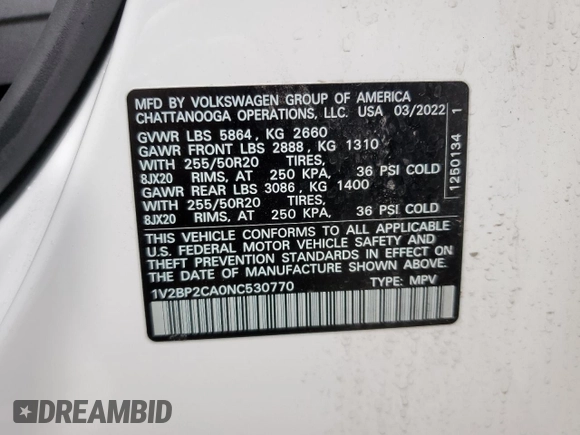 MFD BY VOLKSWAGEN GROUP OF AMERICA
CHATTANOOGA OPERATIONS, LLC. USA 03/2022
GVWR LBS 5864, KG 2660
GAWR FRONT LBS 2888, KG 1310
WITH 255/50R20 TIRES,
8JX20 RIMS, AT 250 KPA, 36 PSI COLD
GAWR REAR LBS 3086, KG 1400
WITH 255/50R20 TIRES,
8JX20 RIMS, AT 250 KPA, 36 PSI COLD
THIS VEHICLE CONFORMS TO ALL APPLICABLE
U.S. FEDERAL MOTOR VEHICLE SAFETY AND
THEFT PREVENTION STANDARDS IN EFFECT ON
THE DATE OF MANUFACTURE SHOWN ABOVE.
1V2BP2CA0NC530770 TYPE: MPV
1250134 1
DREAMBID